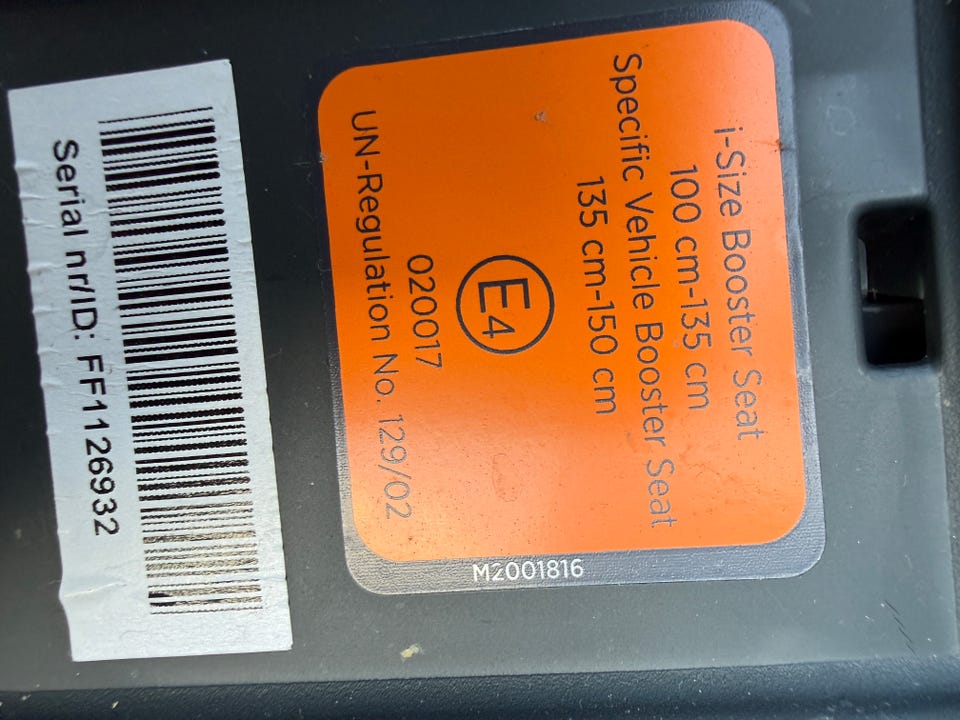 i-Size Booster Seat
100 cm-135 cm
Specific Vehicle Booster Seat
135 cm-150 cm
E4
020017
UN-Regulation No. 129/02
M2001816
Serial nr/ID: FF1126932